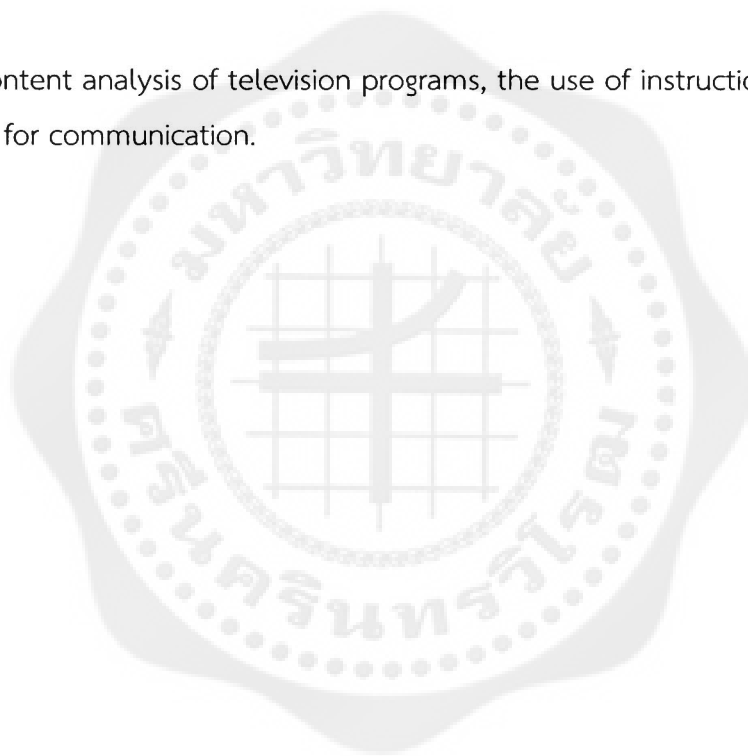 ntent analysis of television programs, the use of instructio
for communication.
มหาวิทยาลัย
ศรีนครินทรวิโรฒ